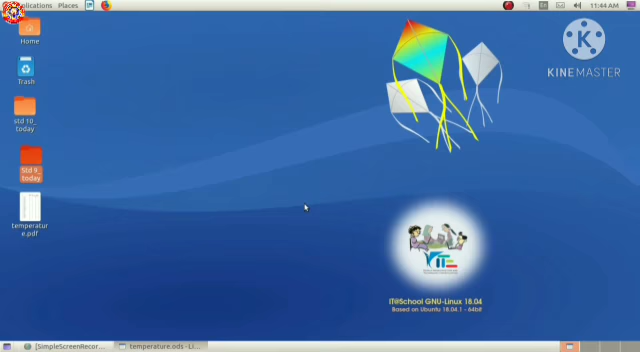 plications Places
En
11:44 AM
Home
Trash
std 10_
today
Std 9_
today
temperatur
e.pdf
KINEMASTER
IT@School GNU-Linux 18.04
Based on Ubuntu 18.04.1 - 64bit
[SimpleScreenRecor...
temperature.ods - Li...